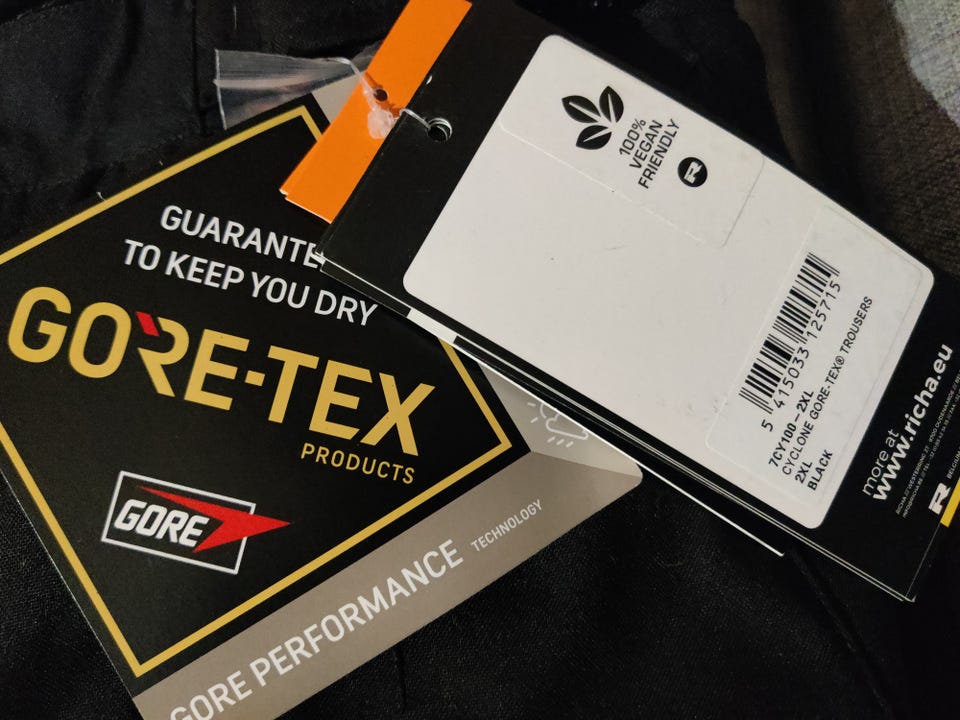 GUARANTE
TO KEEP YOU DRY
GORE-TEX
PRODUCTS
GORE
GORE PERFORMANCE TECHNOLOGY
100%
VEGAN
FRIENDLY
R
5 415033 125715
7CY100-2XL
CYCLONE GORE-TEX® TROUSERS
2XL
BLACK
more at
www.richa.eu
R